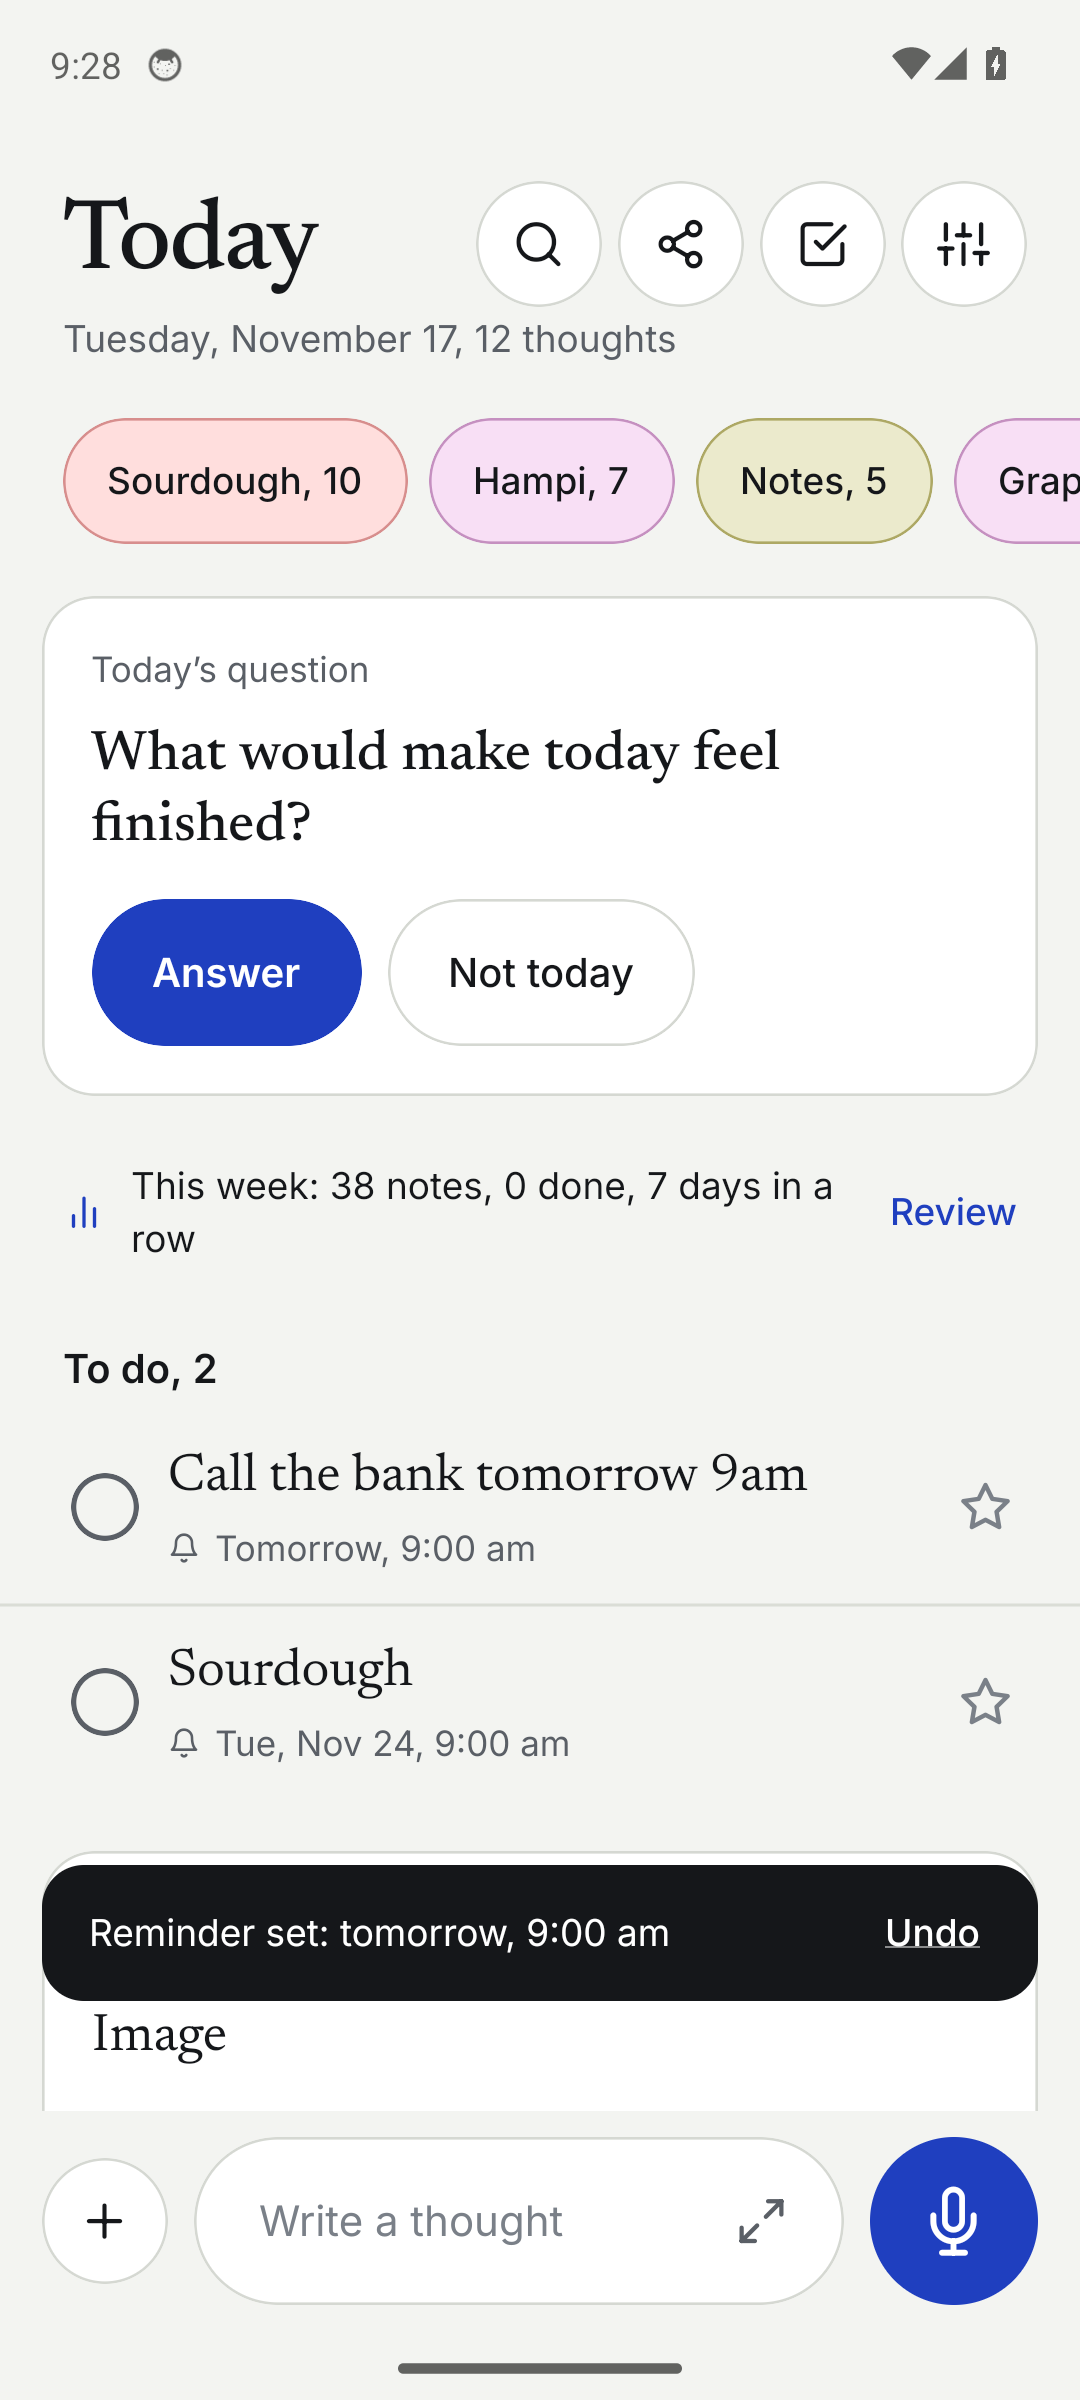 9:28
Today
Tuesday, November 17, 12 thoughts
Sourdough, 10
Hampi, 7
Notes, 5
Grap
Today’s question
What would make today feel
finished?
Answer
Not today
This week: 38 notes, 0 done, 7 days in a
row
Review
To do, 2
Call the bank tomorrow 9am
Tomorrow, 9:00 am
Sourdough
Tue, Nov 24, 9:00 am
Reminder set: tomorrow, 9:00 am
Undo
Image
Write a thought